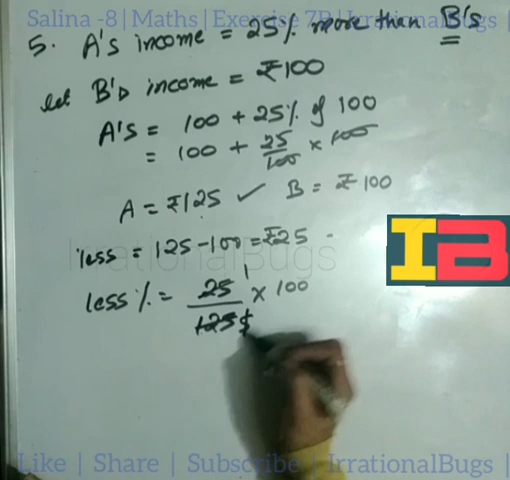 Salina -8 | Maths | Exercise 7B | IrrationalBugs |
5. A's income = 25% more than B's
let B's income = ₹100
A's = 100 + 25% of 100
= 100 + 25/100 × 100
A = ₹125 ✓ B = ₹100
less = 125 - 100 = ₹25
IrrationalBugs
IB
less % = 25/125 × 100
1
5
Like | Share | Subscribe | IrrationalBugs |